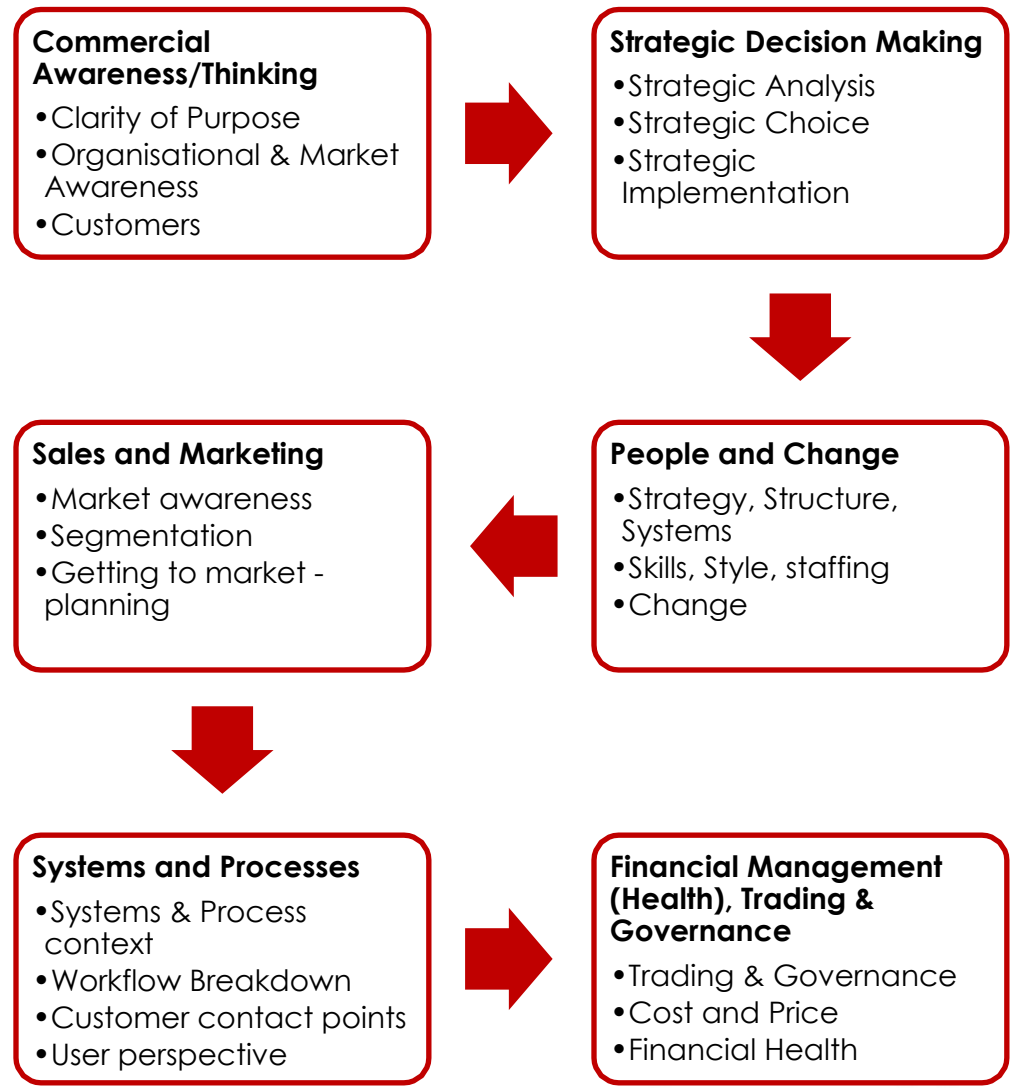 Commercial
Awareness/Thinking
•Clarity of Purpose
•Organisational & Market
Awareness
•Customers
Strategic Decision Making
•Strategic Analysis
•Strategic Choice
•Strategic
Implementation
People and Change
•Strategy, Structure,
Systems
•Skills, Style, staffing
•Change
Sales and Marketing
•Market awareness
•Segmentation
•Getting to market -
planning
Systems and Processes
•Systems & Process
context
•Workflow Breakdown
•Customer contact points
•User perspective
Financial Management
(Health), Trading &
Governance
•Trading & Governance
•Cost and Price
•Financial Health